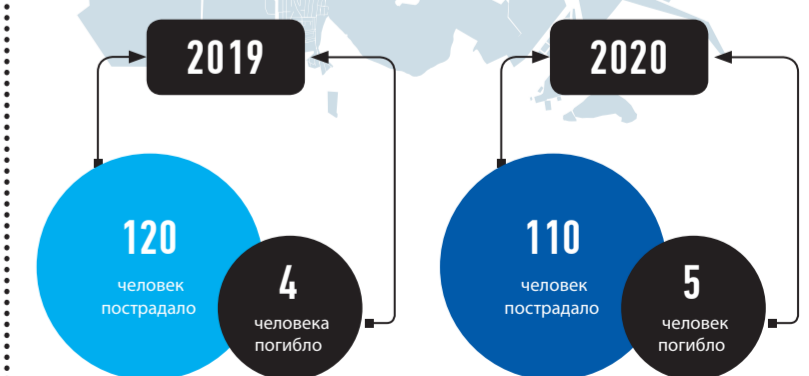 2019
2020
120
человек
пострадало
4
человека
погибло
110
человек
пострадало
5
человек
погибло